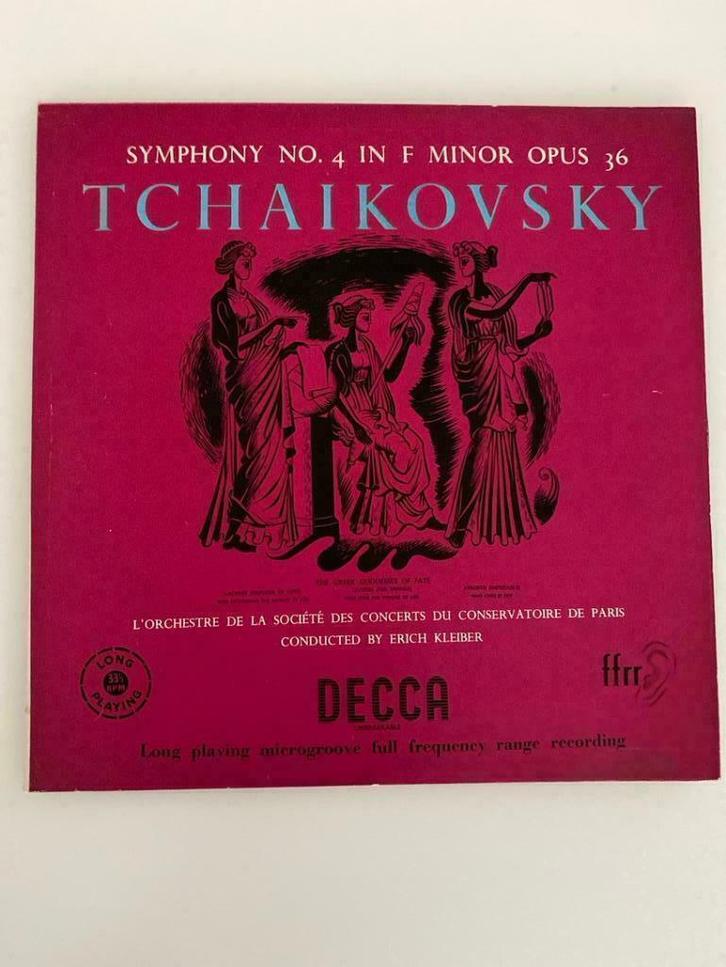 SYMPHONY NO. 4 IN F MINOR OPUS 36
TCHAIKOVSKY
THE GREEK GODDESSES OF FATE
L'ORCHESTRE DE LA SOCIÉTÉ DES CONCERTS DU CONSERVATOIRE DE PARIS
CONDUCTED BY ERICH KLEIBER
LONG
33⅓
RPM
PLAYING
ffrr
DECCA
Long playing microgroove full frequency range recording